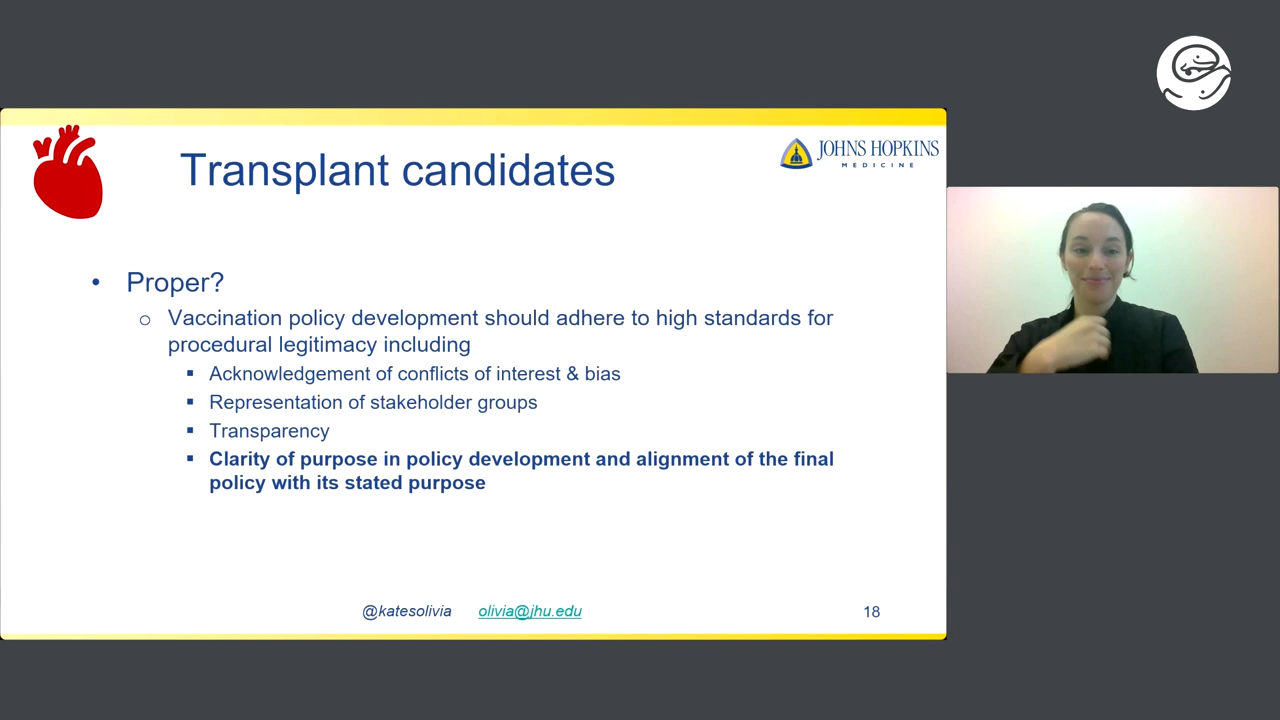 Transplant candidates
JOHNS HOPKINS
MEDICINE
• Proper?
o Vaccination policy development should adhere to high standards for
procedural legitimacy including
▪ Acknowledgement of conflicts of interest & bias
▪ Representation of stakeholder groups
▪ Transparency
▪ Clarity of purpose in policy development and alignment of the final
policy with its stated purpose
@katesolivia olivia@jhu.edu 18